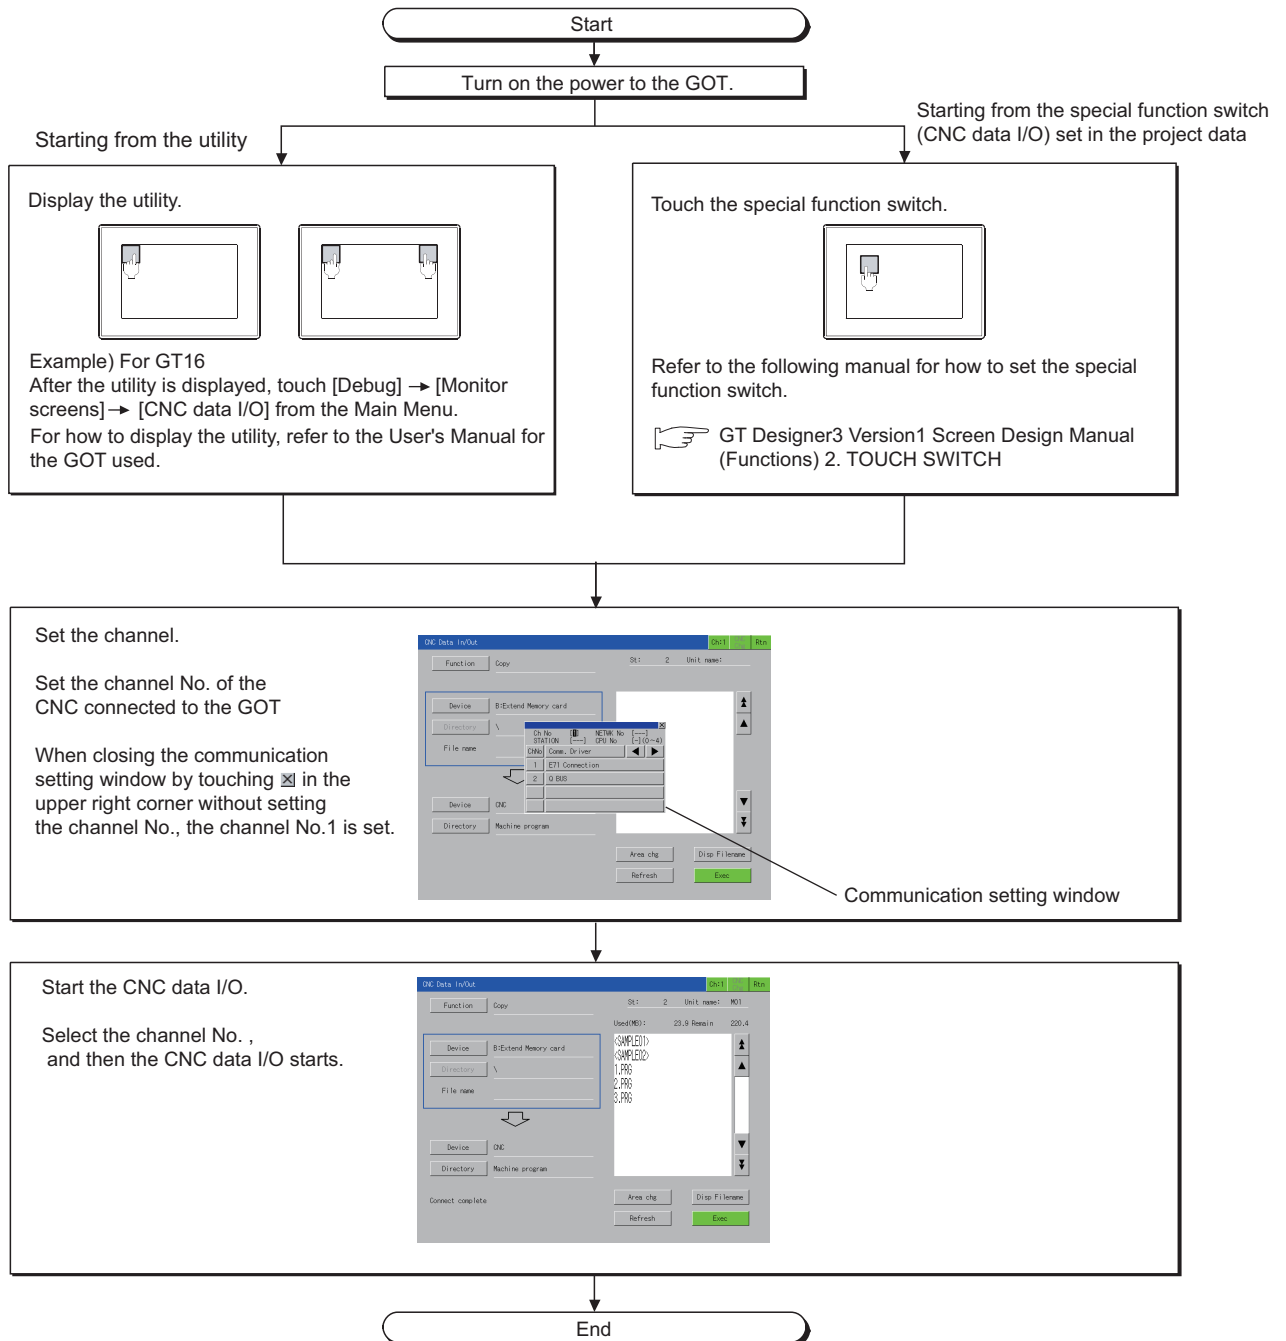 Start
Turn on the power to the GOT.
Starting from the utility
Starting from the special function switch
(CNC data I/O) set in the project data
Display the utility.
Example) For GT16
After the utility is displayed, touch [Debug] → [Monitor
screens] → [CNC data I/O] from the Main Menu.
For how to display the utility, refer to the User's Manual for
the GOT used.
Touch the special function switch.
Refer to the following manual for how to set the special
function switch.
GT Designer3 Version1 Screen Design Manual
(Functions) 2. TOUCH SWITCH
Set the channel.
Set the channel No. of the
CNC connected to the GOT
When closing the communication
setting window by touching ☒ in the
upper right corner without setting
the channel No., the channel No.1 is set.
CNC Data In/Out Ch:1 Rtn
Function Copy St: 2 Unit name:
Device B:Extend Memory card
Directory \
File name
Ch No [ ] NETWK No [---]
STATION [---] CPU No [-](0~4)
ChNo Comm. Driver ◀ ▶
1 E71 Connection
2 Q BUS
Device CNC
Directory Machine program
Area chg Disp Filename
Refresh Exec
Communication setting window
Start the CNC data I/O.
Select the channel No. ,
and then the CNC data I/O starts.
CNC Data In/Out Ch:1 Rtn
Function Copy St: 2 Unit name: M01
Used(MB): 23.9 Remain 220.4
Device B:Extend Memory card
Directory \
File name
<SAMPLE01>
<SAMPLE02>
1.PRG
2.PRG
3.PRG
Device CNC
Directory Machine program
Connect complete
Area chg Disp Filename
Refresh Exec
End